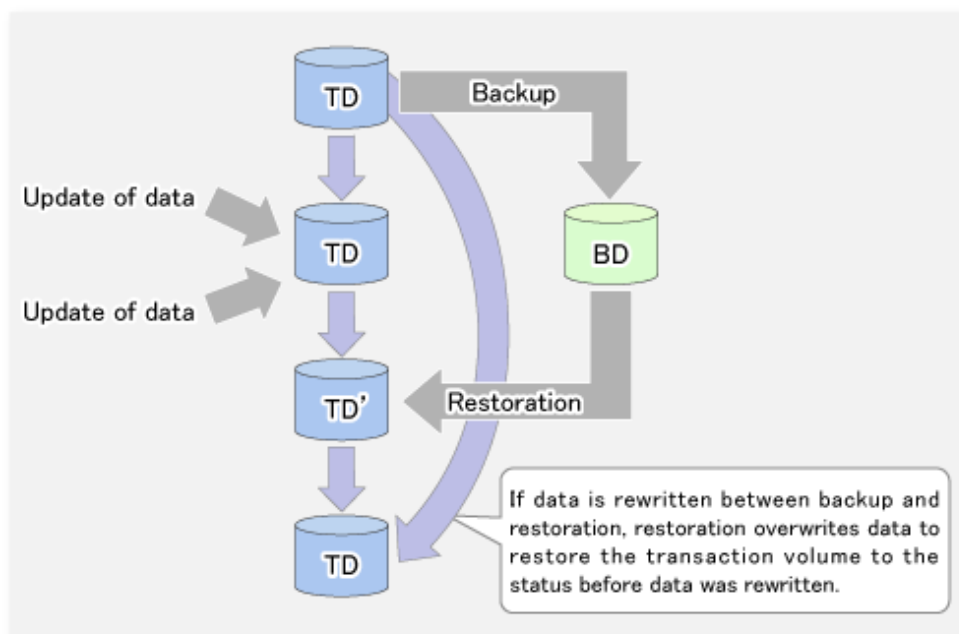 TD
Backup
Update of data
TD
BD
Update of data
TD’
Restoration
If data is rewritten between backup and
restoration, restoration overwrites data to
restore the transaction volume to the
status before data was rewritten.
TD